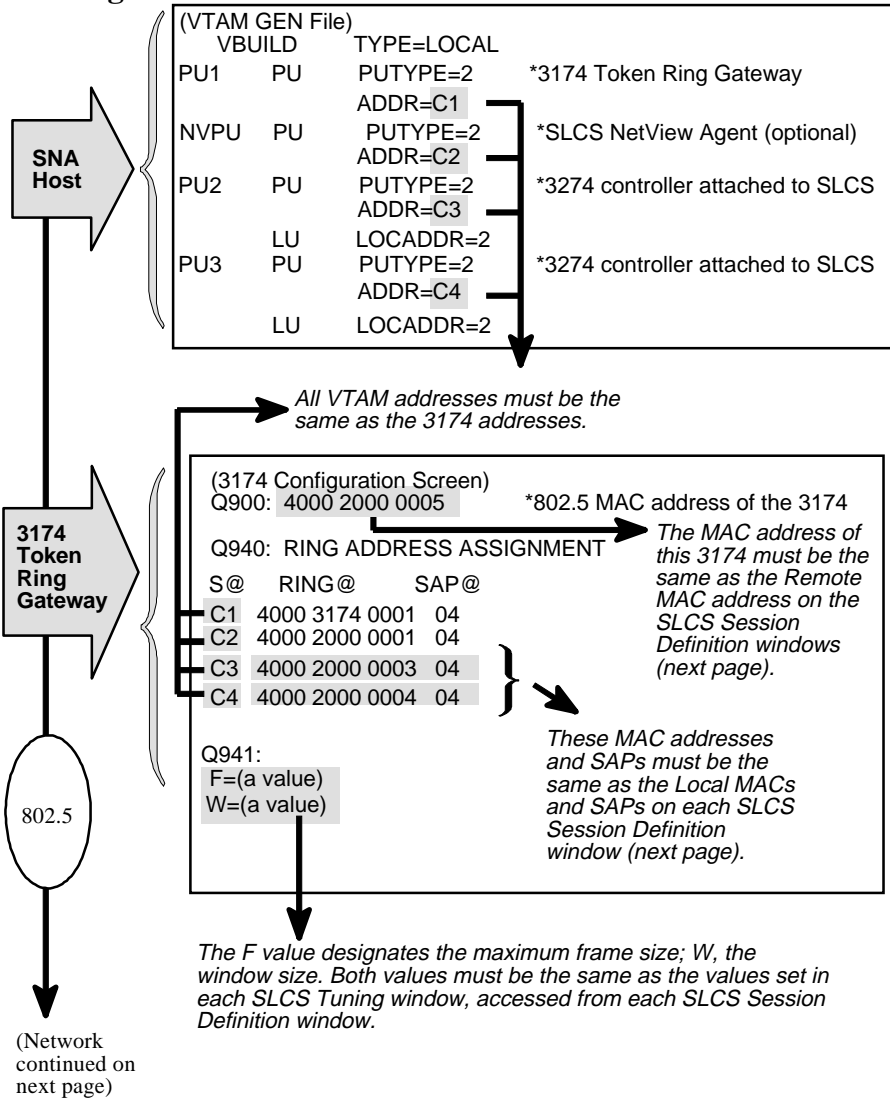 (VTAM GEN File)
VBUILD TYPE=LOCAL
PU1 PU PUTYPE=2 *3174 Token Ring Gateway
ADDR=C1
NVPU PU PUTYPE=2 *SLCS NetView Agent (optional)
ADDR=C2
PU2 PU PUTYPE=2 *3274 controller attached to SLCS
ADDR=C3
LU LOCADDR=2
PU3 PU PUTYPE=2 *3274 controller attached to SLCS
ADDR=C4
LU LOCADDR=2
SNA
Host
All VTAM addresses must be the
same as the 3174 addresses.
3174
Token
Ring
Gateway
(3174 Configuration Screen)
Q900: 4000 2000 0005 *802.5 MAC address of the 3174
The MAC address of
this 3174 must be the
same as the Remote
MAC address on the
SLCS Session
Definition windows
(next page).
Q940: RING ADDRESS ASSIGNMENT
S@ RING@ SAP@
C1 4000 3174 0001 04
C2 4000 2000 0001 04
C3 4000 2000 0003 04
C4 4000 2000 0004 04
These MAC addresses
and SAPs must be the
same as the Local MACs
and SAPs on each SLCS
Session Definition
window (next page).
Q941:
F=(a value)
W=(a value)
802.5
The F value designates the maximum frame size; W, the
window size. Both values must be the same as the values set in
each SLCS Tuning window, accessed from each SLCS Session
Definition window.
(Network
continued on
next page)